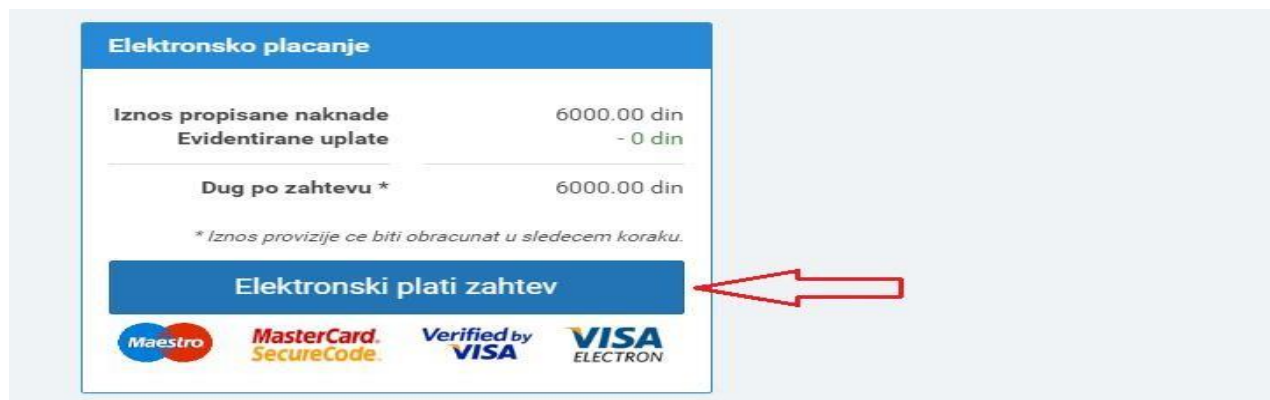 Elektronsko placanje
Iznos propisane naknade 6000.00 din
Evidentirane uplate - 0 din
Dug po zahtevu * 6000.00 din
* Iznos provizije ce biti obracunat u sledecem koraku.
Elektronski plati zahtev
Maestro MasterCard. SecureCode. Verified by VISA VISA ELECTRON